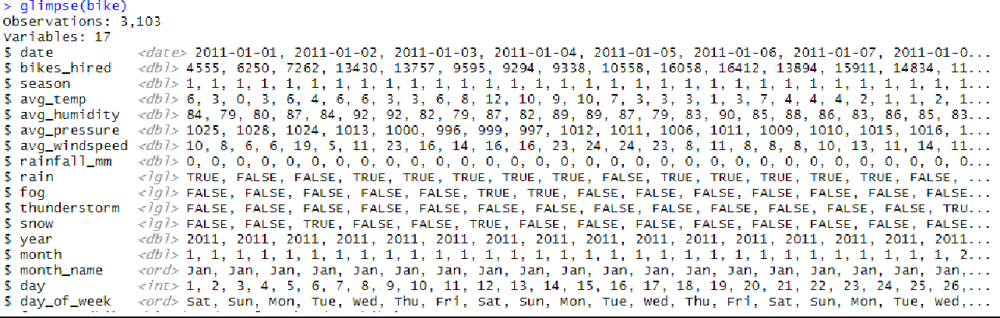 > glimpse(bike)
Observations: 3,103
Variables: 17
$ date <date> 2011-01-01, 2011-01-02, 2011-01-03, 2011-01-04, 2011-01-05, 2011-01-06, 2011-01-07, 2011-01-0...
$ bikes_hired <dbl> 4555, 6250, 7262, 13430, 13757, 9595, 9294, 9338, 10558, 16058, 16412, 13894, 15911, 14834, 11...
$ season <dbl> 1, 1, 1, 1, 1, 1, 1, 1, 1, 1, 1, 1, 1, 1, 1, 1, 1, 1, 1, 1, 1, 1, 1, 1, 1, 1, 1, 1, 1, 1, 1, 1...
$ avg_temp <dbl> 6, 3, 0, 3, 6, 4, 6, 6, 3, 3, 6, 8, 12, 10, 9, 10, 7, 3, 3, 3, 1, 3, 7, 4, 4, 4, 2, 1, 1, 2, 1...
$ avg_humidity <dbl> 84, 79, 80, 87, 84, 92, 92, 82, 79, 87, 82, 89, 89, 87, 79, 83, 90, 85, 88, 86, 83, 86, 85, 83...
$ avg_pressure <dbl> 1025, 1028, 1024, 1013, 1000, 996, 999, 997, 1012, 1011, 1006, 1011, 1009, 1010, 1015, 1016, 1...
$ avg_windspeed <dbl> 10, 8, 6, 6, 19, 5, 11, 23, 16, 14, 16, 16, 23, 24, 24, 23, 8, 11, 8, 8, 8, 10, 13, 11, 14, 11...
$ rainfall_mm <dbl> 0, 0, 0, 0, 0, 0, 0, 0, 0, 0, 0, 0, 0, 0, 0, 0, 0, 0, 0, 0, 0, 0, 0, 0, 0, 0, 0, 0, 0, 0, 0, 0...
$ rain <lgl> TRUE, FALSE, FALSE, TRUE, TRUE, TRUE, TRUE, TRUE, FALSE, TRUE, TRUE, TRUE, TRUE, TRUE, FALSE, ...
$ fog <lgl> FALSE, FALSE, FALSE, FALSE, FALSE, TRUE, TRUE, FALSE, FALSE, FALSE, FALSE, FALSE, FALSE, FALSE...
$ thunderstorm <lgl> FALSE, FALSE, FALSE, FALSE, FALSE, FALSE, FALSE, FALSE, FALSE, FALSE, FALSE, FALSE, FALSE, TRU...
$ snow <lgl> FALSE, FALSE, TRUE, FALSE, FALSE, TRUE, FALSE, FALSE, FALSE, FALSE, FALSE, FALSE, FALSE, FALSE...
$ year <dbl> 2011, 2011, 2011, 2011, 2011, 2011, 2011, 2011, 2011, 2011, 2011, 2011, 2011, 2011, 2011, 2011...
$ month <dbl> 1, 1, 1, 1, 1, 1, 1, 1, 1, 1, 1, 1, 1, 1, 1, 1, 1, 1, 1, 1, 1, 1, 1, 1, 1, 1, 1, 1, 1, 1, 1, 2...
$ month_name <ord> Jan, Jan, Jan, Jan, Jan, Jan, Jan, Jan, Jan, Jan, Jan, Jan, Jan, Jan, Jan, Jan, Jan, Jan, Jan,...
$ day <int> 1, 2, 3, 4, 5, 6, 7, 8, 9, 10, 11, 12, 13, 14, 15, 16, 17, 18, 19, 20, 21, 22, 23, 24, 25, 26,...
$ day_of_week <ord> Sat, Sun, Mon, Tue, Wed, Thu, Fri, Sat, Sun, Mon, Tue, Wed, Thu, Fri, Sat, Sun, Mon, Tue, Wed,...